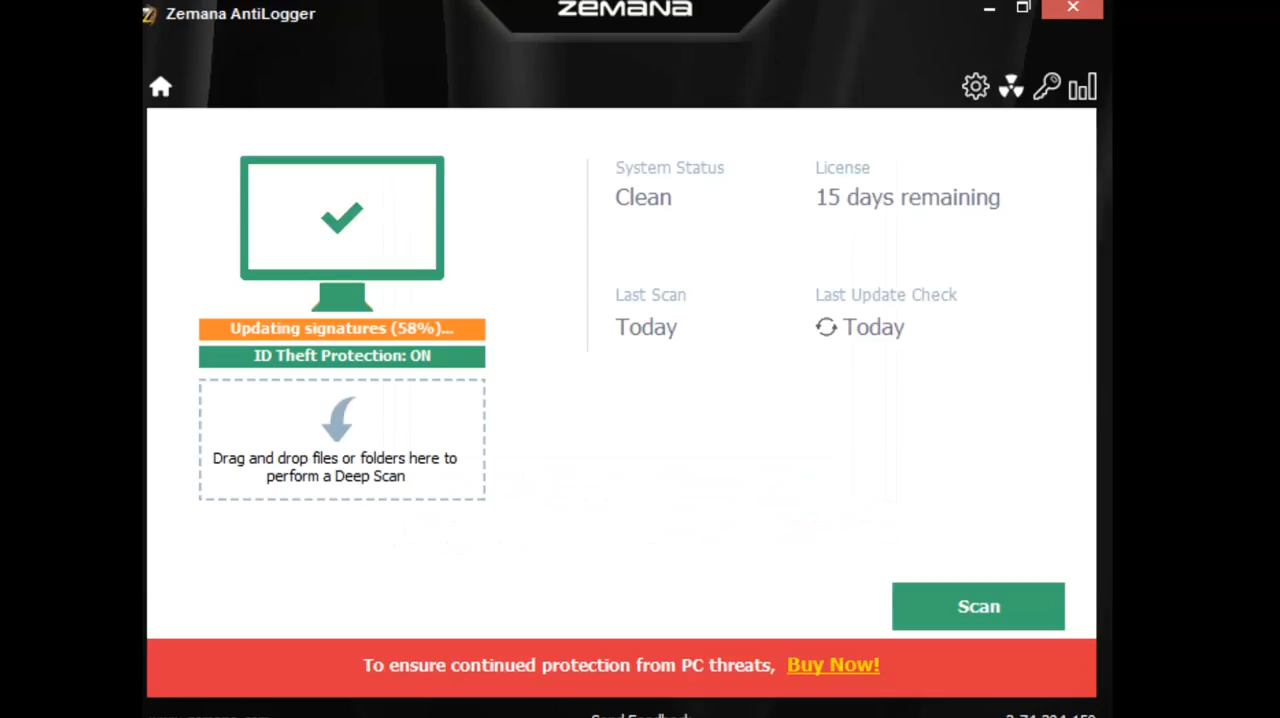 Zemana AntiLogger
ZEMANA
System Status
License
Clean
15 days remaining
Last Scan
Last Update Check
Today
Today
Updating signatures (58%)...
ID Theft Protection: ON
Drag and drop files or folders here to
perform a Deep Scan
Scan
To ensure continued protection from PC threats, Buy Now!
Send Feedback